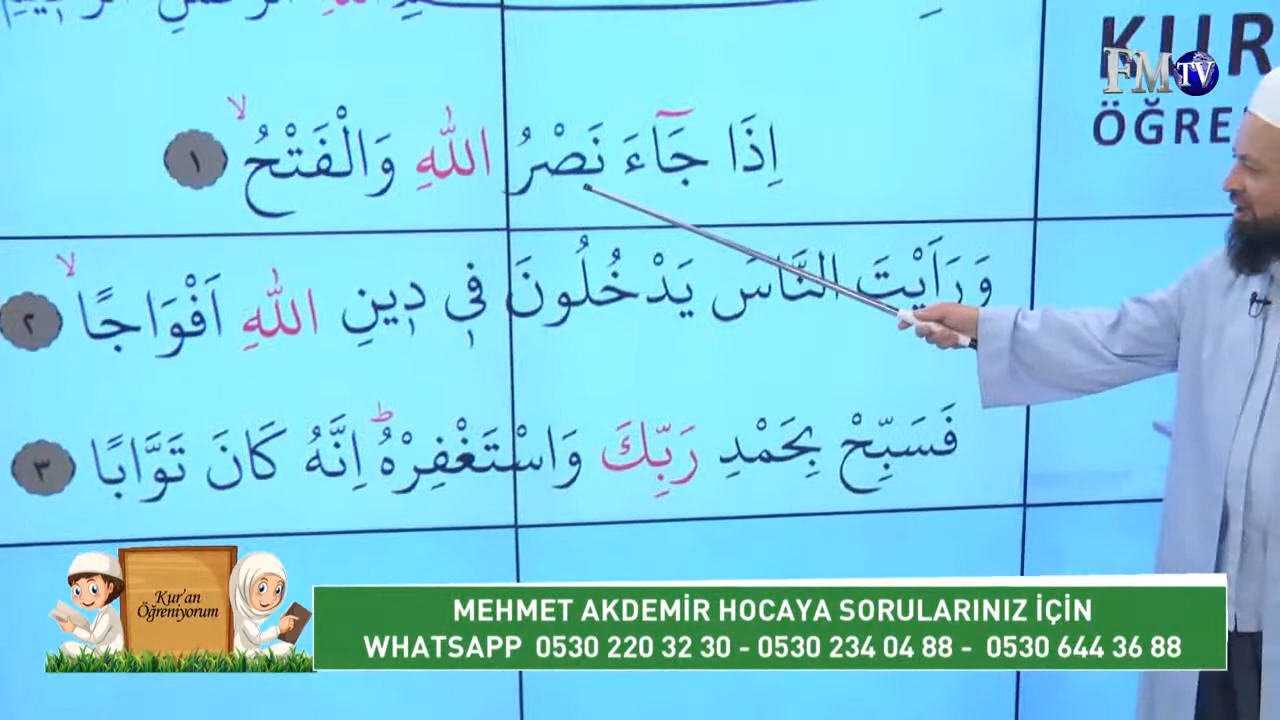 KUR
FM TV
ÖĞRE
اِذَا جَٓاءَ نَصْرُ اللّٰهِ وَالْفَتْحُۙ ١
وَرَاَيْتَ النَّاسَ يَدْخُلُونَ ف۪ي د۪ينِ اللّٰهِ اَفْوَاجًاۙ ٢
فَسَبِّحْ بِحَمْدِ رَبِّكَ وَاسْتَغْفِرْهُۜ اِنَّهُ كَانَ تَوَّابًا ٣
Kur'an
Öğreniyorum
MEHMET AKDEMİR HOCAYA SORULARINIZ İÇİN
WHATSAPP 0530 220 32 30 - 0530 234 04 88 - 0530 644 36 88